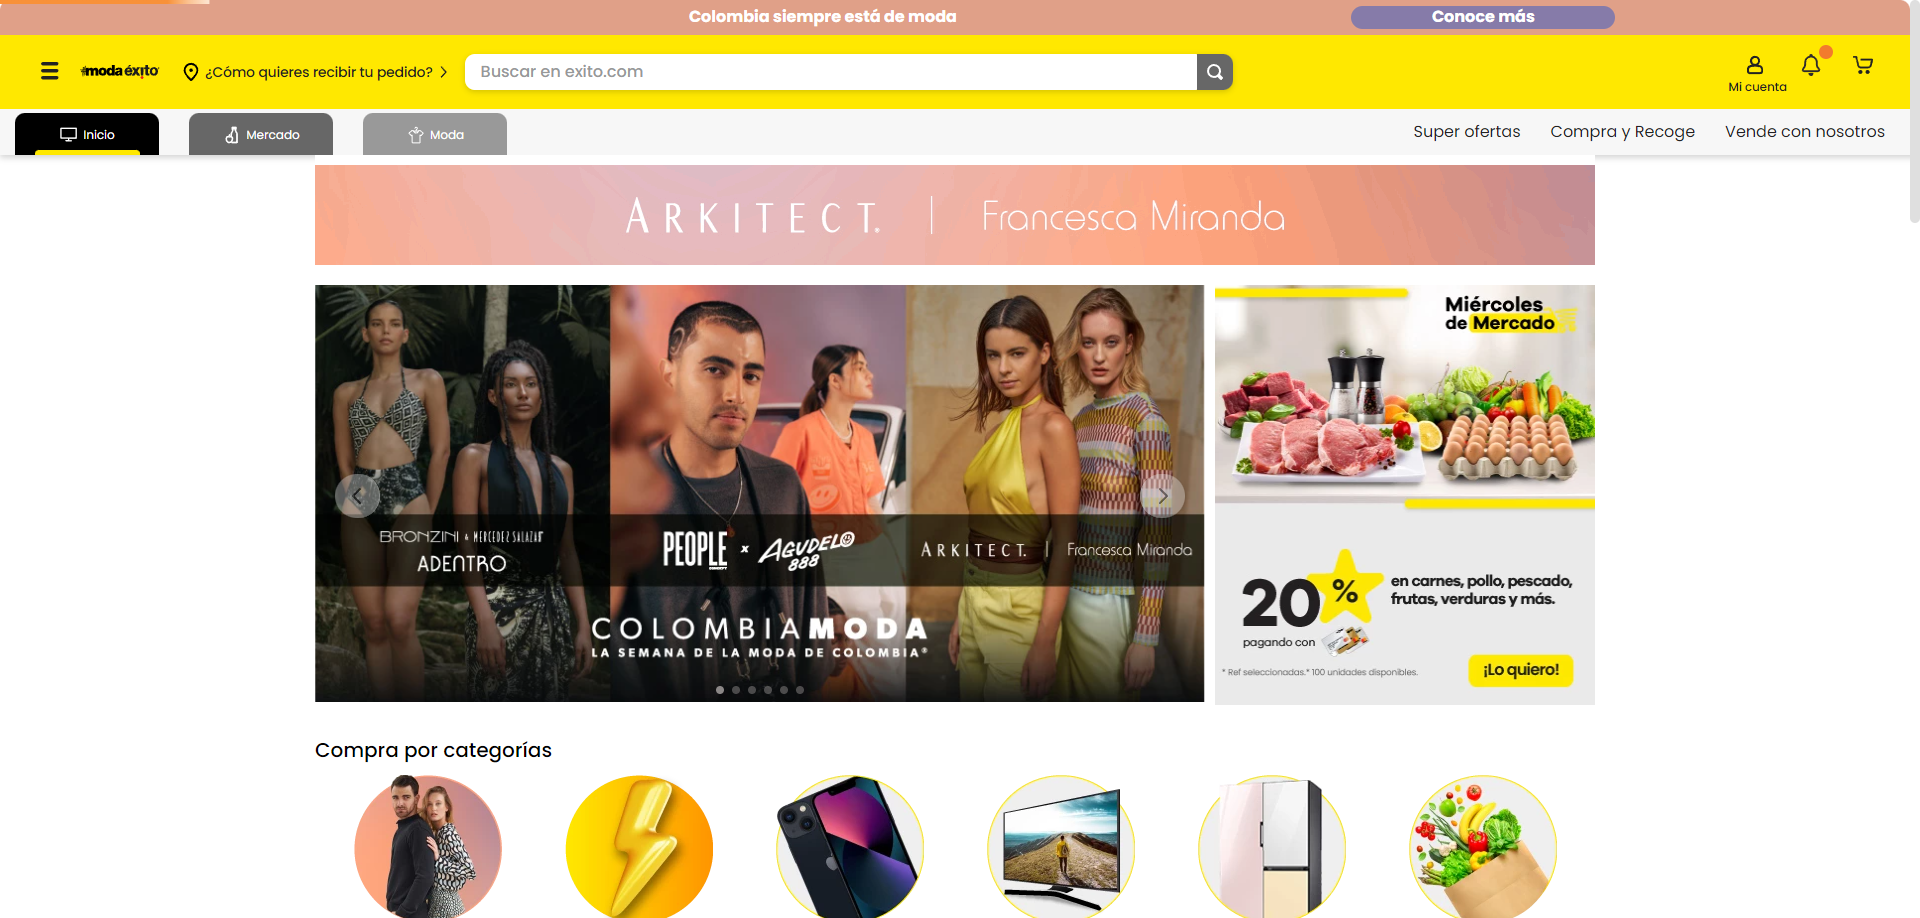 Colombia siempre está de moda
Conoce más
#moda éxito
¿Cómo quieres recibir tu pedido?
Buscar en exito.com
Mi cuenta
Inicio
Mercado
Moda
Super ofertas
Compra y Recoge
Vende con nosotros
ARKITECT. | Francesca Miranda
BRONZINI & MERCEDEZ SALAZAR
ADENTRO
PEOPLE x AGUDELO
CONCEPT 888
ARKITECT. | Francesca Miranda
COLOMBIAMODA
LA SEMANA DE LA MODA DE COLOMBIA®
Miércoles
de Mercado
20%
en carnes, pollo, pescado,
frutas, verduras y más.
pagando con
* Ref seleccionadas.* 100 unidades disponibles.
¡Lo quiero!
Compra por categorías